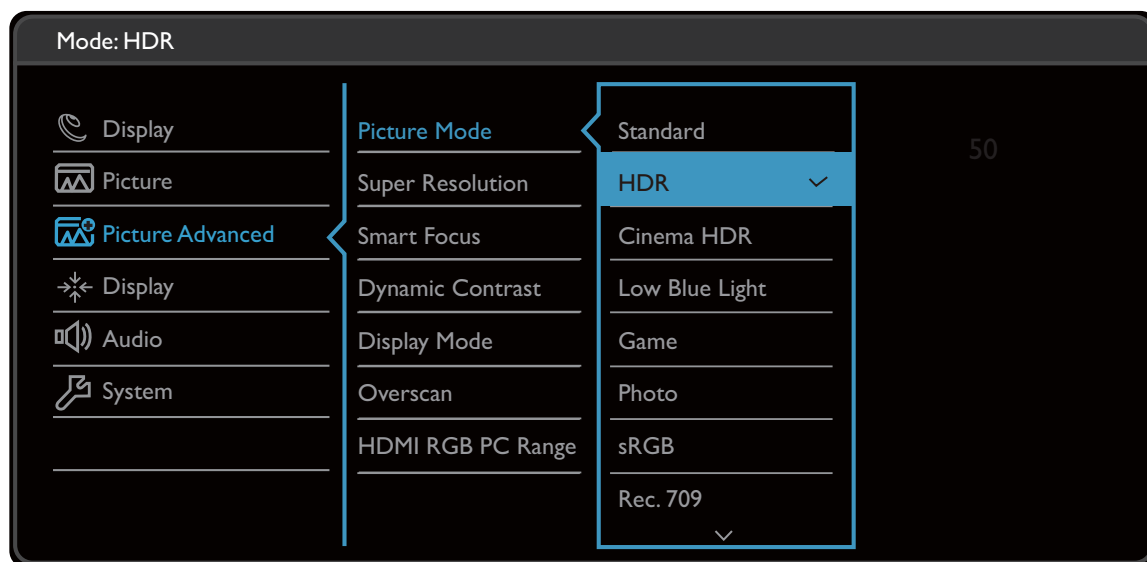 Mode: HDR
Display
Picture
Picture Advanced
Display
Audio
System
Picture Mode
Super Resolution
Smart Focus
Dynamic Contrast
Display Mode
Overscan
HDMI RGB PC Range
Standard
HDR
Cinema HDR
Low Blue Light
Game
Photo
sRGB
Rec. 709
50